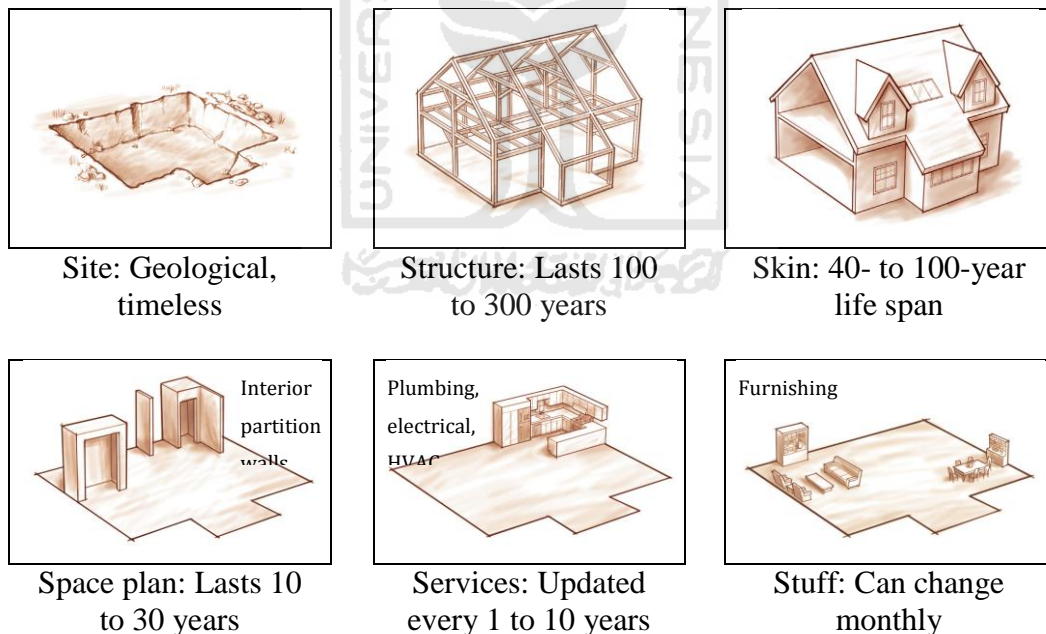 Site: Geological,
timeless
Structure: Lasts 100
to 300 years
Skin: 40- to 100-year
life span
Interior
partition
walls
Space plan: Lasts 10
to 30 years
Plumbing,
electrical,
HVAC
Services: Updated
every 1 to 10 years
Furnishing
Stuff: Can change
monthly